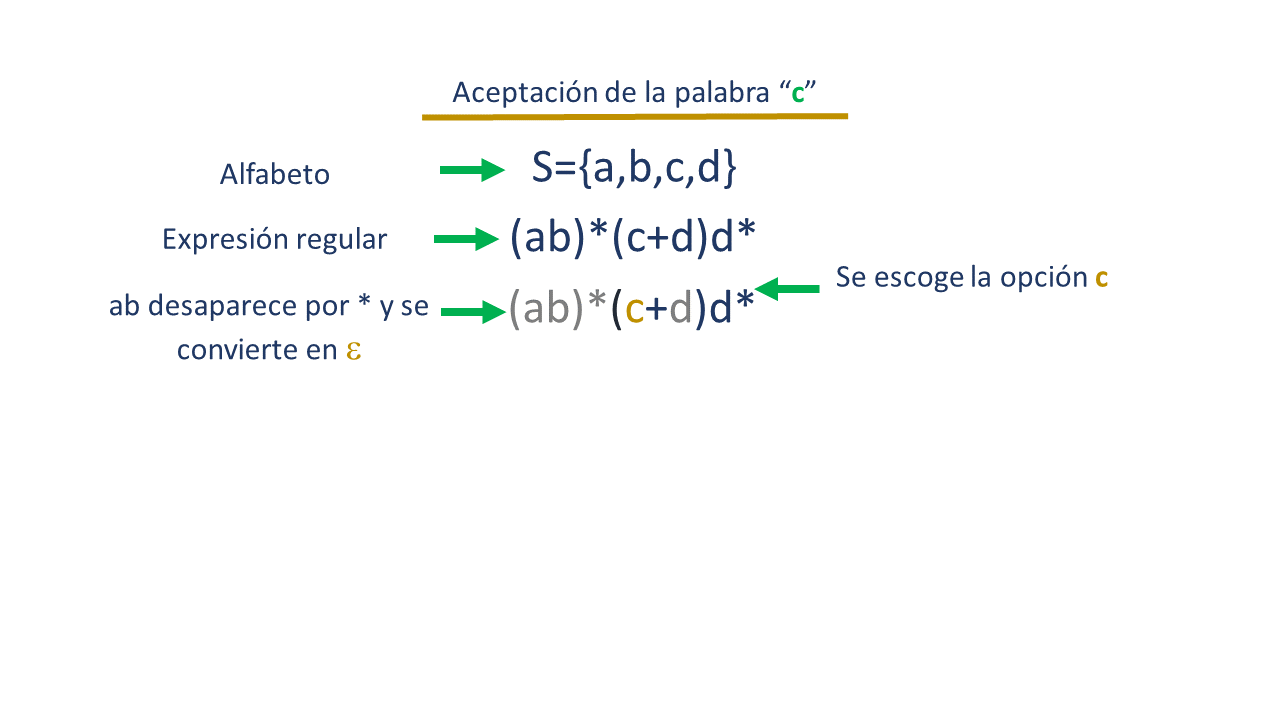 Aceptación de la palabra “c”
Alfabeto
S={a,b,c,d}
Expresión regular
(ab)*(c+d)d*
ab desaparece por * y se
convierte en ε
(ab)*(c+d)d*
Se escoge la opción c